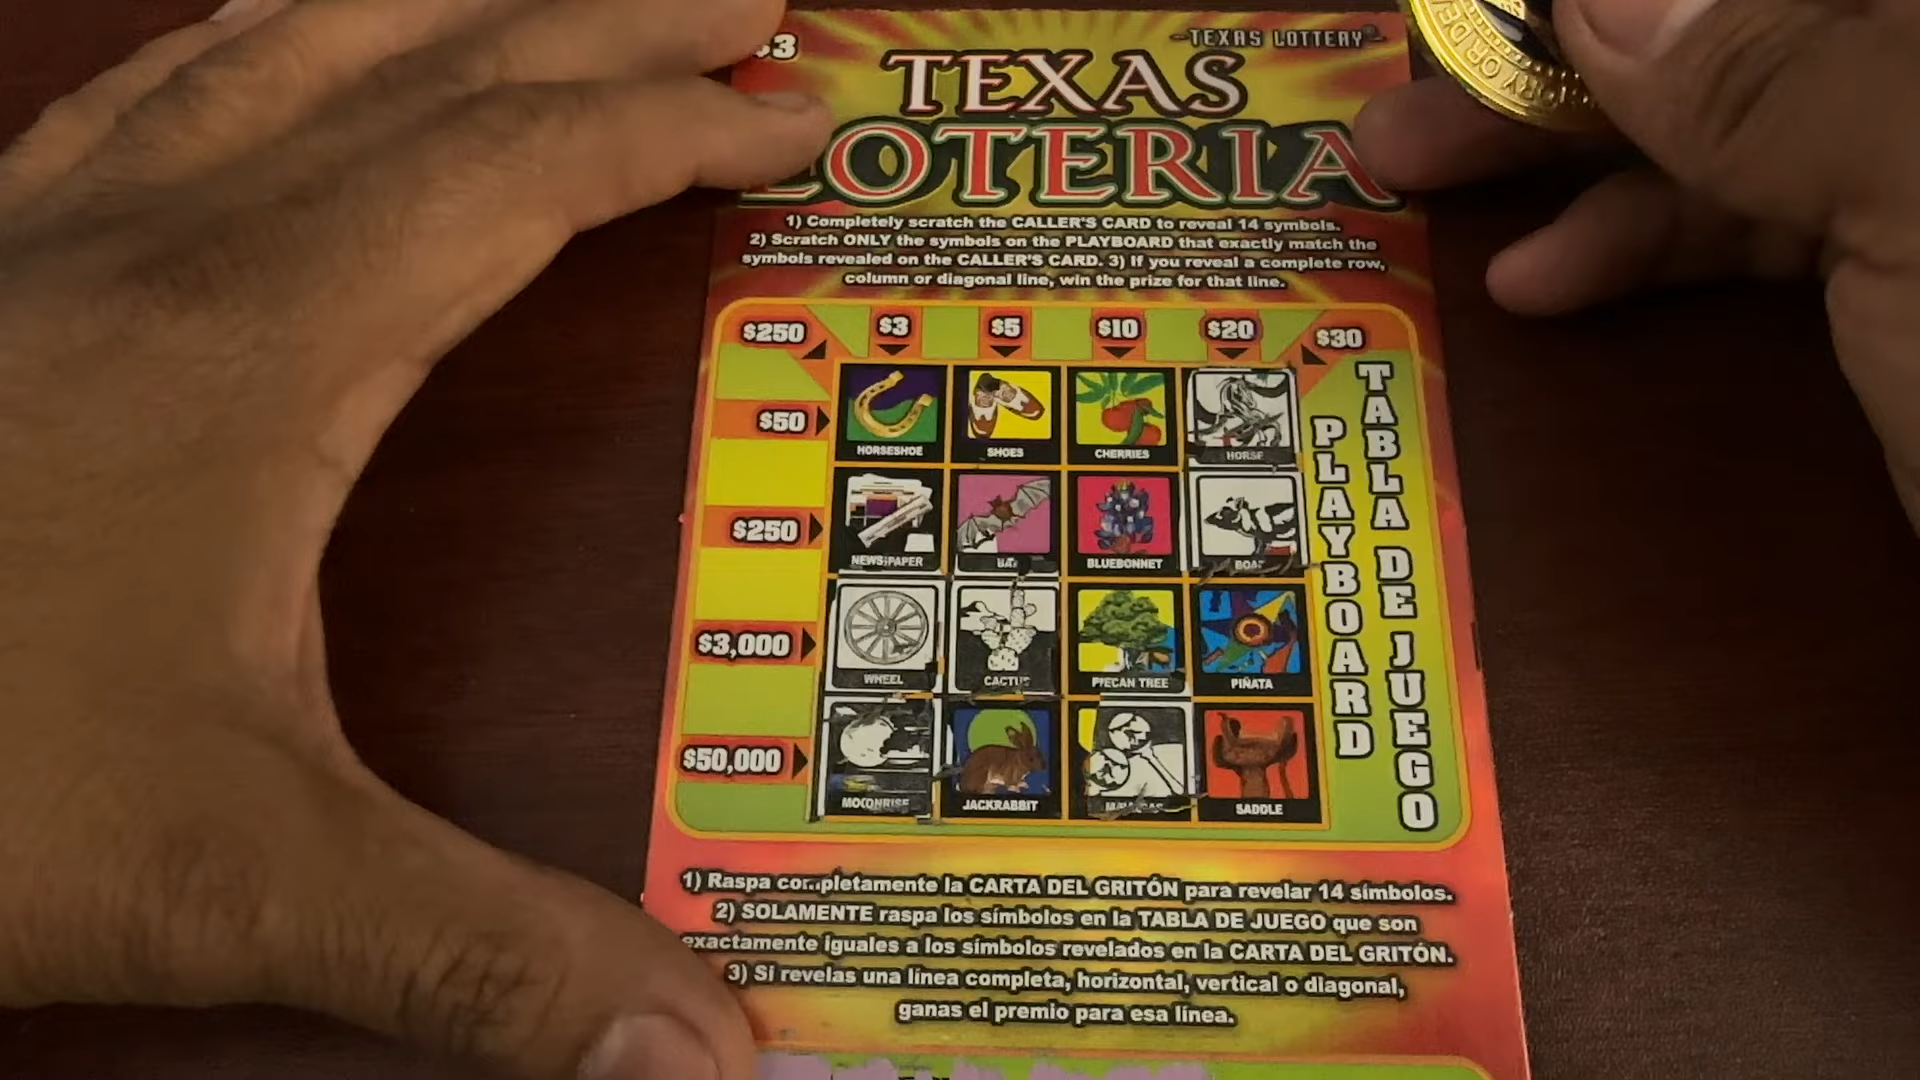 $3
TEXAS LOTTERY®
TEXAS
LOTERIA
1) Completely scratch the CALLER'S CARD to reveal 14 symbols.
2) Scratch ONLY the symbols on the PLAYBOARD that exactly match the
symbols revealed on the CALLER'S CARD. 3) If you reveal a complete row,
column or diagonal line, win the prize for that line.
$250 $3 $5 $10 $20 $30
$50
HORSESHOE SHOES CHERRIES HORSE
$250
NEWSPAPER BAT BLUEBONNET BOAR
$3,000
WHEEL CACTUS PECAN TREE PIÑATA
$50,000
MOONRISE JACKRABBIT MARACAS SADDLE
PLAYBOARD
TABLA DE JUEGO
1) Raspa completamente la CARTA DEL GRITÓN para revelar 14 símbolos.
2) SOLAMENTE raspa los símbolos en la TABLA DE JUEGO que son
exactamente iguales a los símbolos revelados en la CARTA DEL GRITÓN.
3) Si revelas una línea completa, horizontal, vertical o diagonal,
ganas el premio para esa línea.